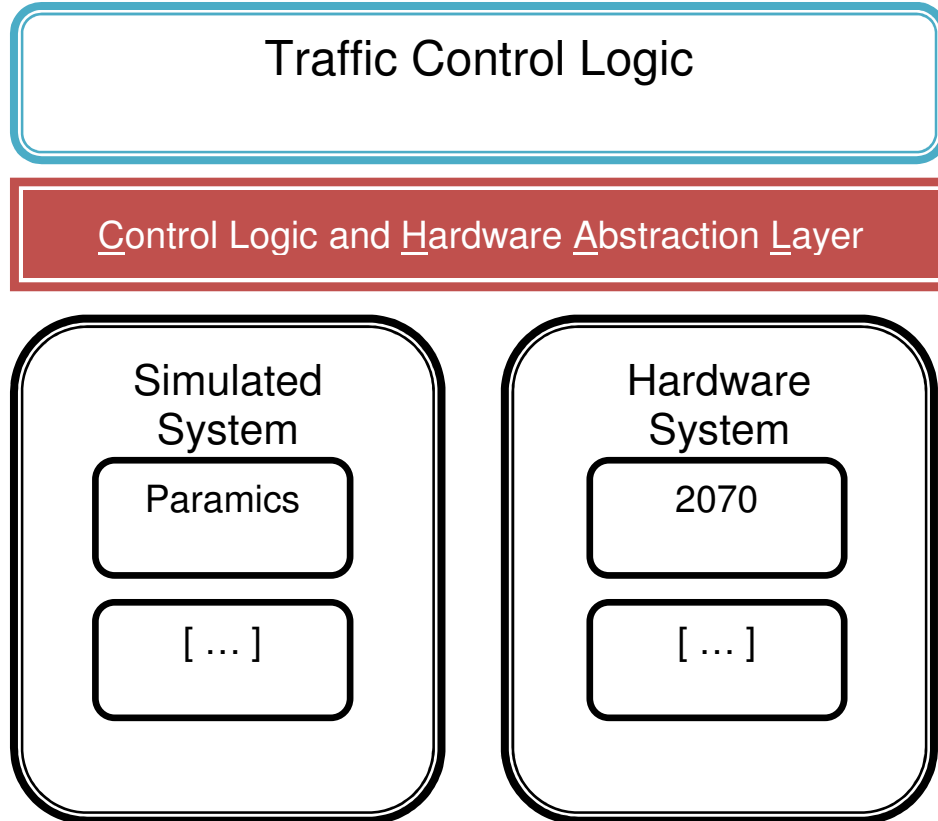 Traffic Control Logic
Control Logic and Hardware Abstraction Layer
Simulated
System
Paramics
[ … ]
Hardware
System
2070
[ … ]